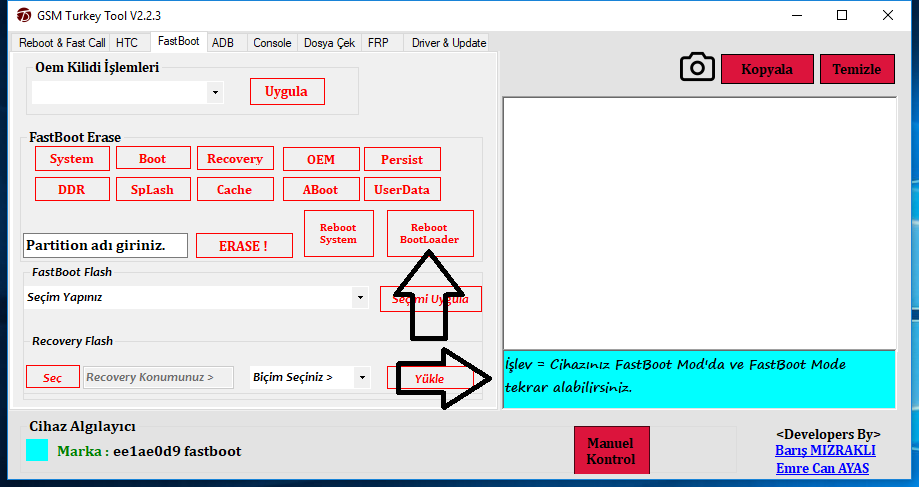 GSM Turkey Tool V2.2.3
Reboot & Fast Call HTC FastBoot ADB Console Dosya Çek FRP Driver & Update
Oem Kilidi İşlemleri
Uygula
Kopyala Temizle
FastBoot Erase
System Boot Recovery OEM Persist
DDR SpLash Cache ABoot UserData
Partition adı giriniz. ERASE !
Reboot
System
Reboot
BootLoader
FastBoot Flash
Seçim Yapınız
Seçimi Uygula
Recovery Flash
Seç Recovery Konumunuz > Biçim Seçiniz > Yükle
İşlev = Cihazınız FastBoot Mod'da ve FastBoot Mode
tekrar alabilirsiniz.
Cihaz Algılayıcı
Marka : ee1ae0d9 fastboot
Manuel
Kontrol
<Developers By>
Barış MIZRAKLI
Emre Can AYAS